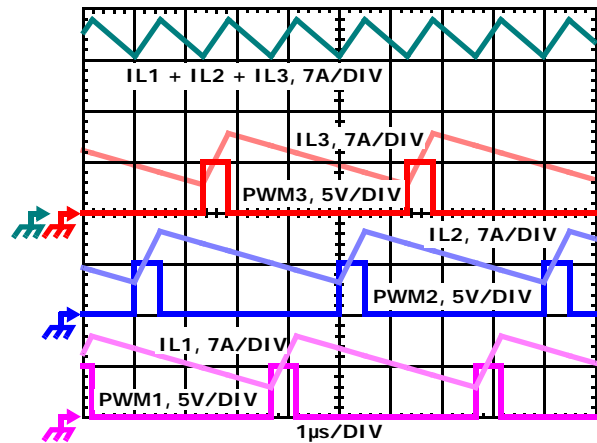 IL1 + IL2 + IL3, 7A/DIV
IL3, 7A/DIV
PWM3, 5V/DIV
IL2, 7A/DIV
PWM2, 5V/DIV
IL1, 7A/DIV
PWM1, 5V/DIV
1µs/DIV